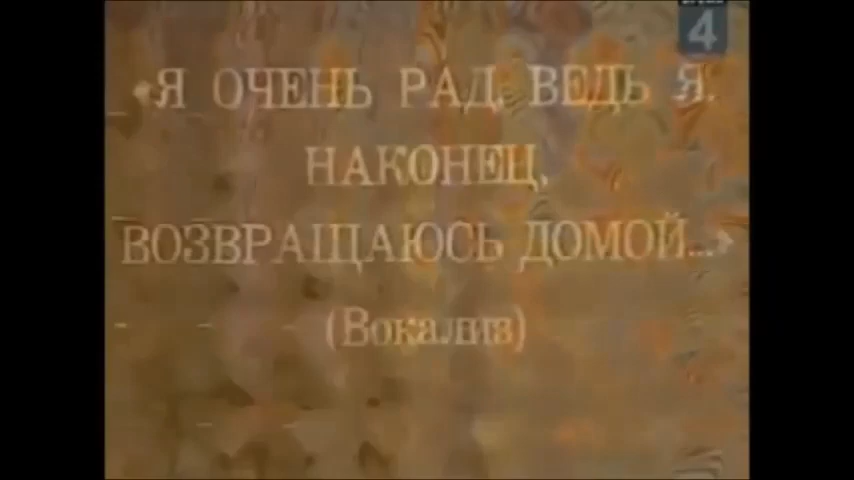 4
«Я ОЧЕНЬ РАД, ВЕДЬ Я,
НАКОНЕЦ,
ВОЗВРАЩАЮСЬ ДОМОЙ...»
(Вокализ)